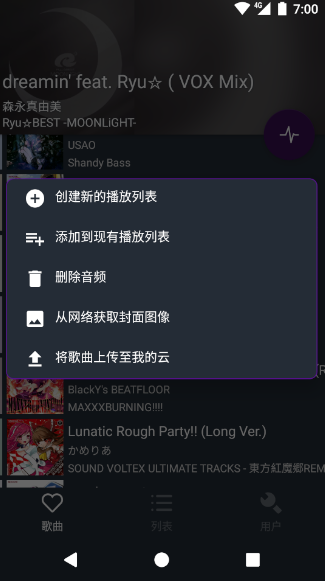 4G 7:00
dreamin' feat. Ryu☆ ( VOX Mix)
森永真由美
Ryu☆BEST -MOONLiGHT-
USAO
Shandy Bass
创建新的播放列表
添加到现有播放列表
删除音频
从网络获取封面图像
将歌曲上传至我的云
BlackY's BEATFLOOR
MAXXXBURNING!!!!
Lunatic Rough Party!! (Long Ver.)
かめりあ
SOUND VOLTEX ULTIMATE TRACKS - 東方紅魔郷REM
歌曲 列表 用户